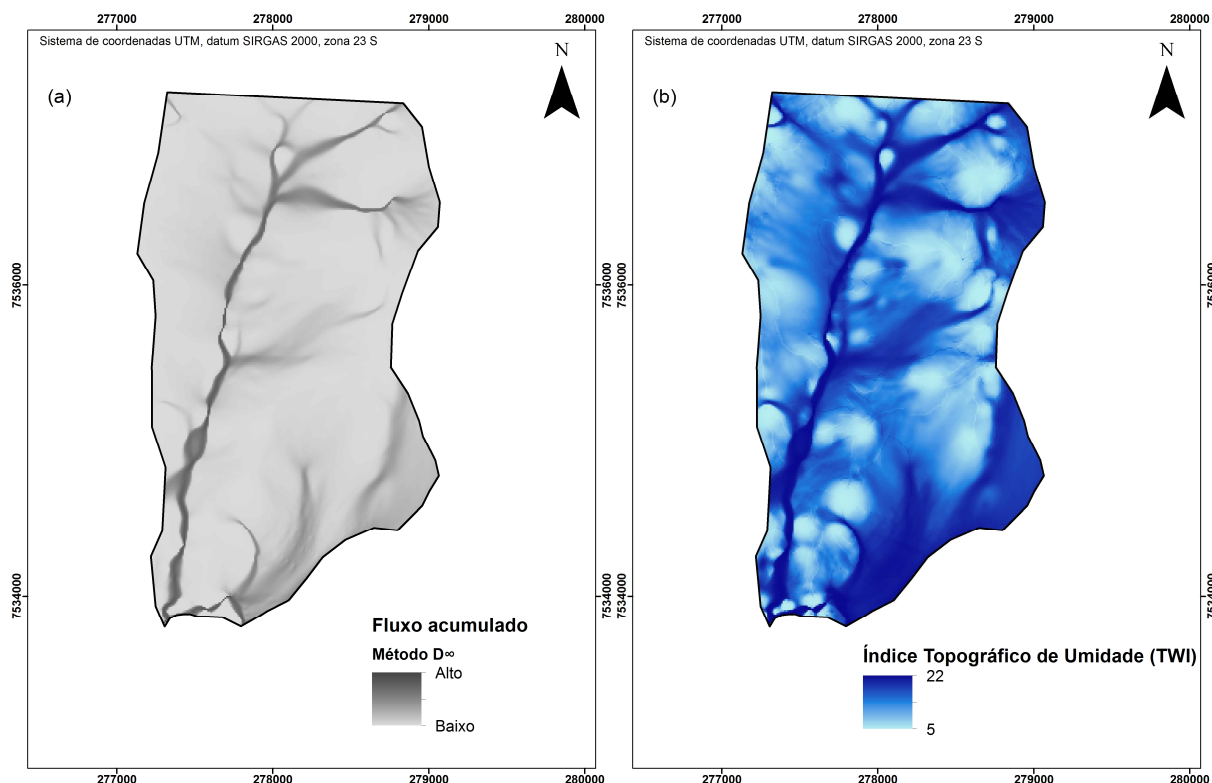 277000 278000 279000 280000
Sistema de coordenadas UTM, datum SIRGAS 2000, zona 23 S
N
(a)
7536000
7536000
7534000
7534000
Fluxo acumulado
Método D∞
Alto
Baixo
277000 278000 279000 280000
277000 278000 279000 280000
Sistema de coordenadas UTM, datum SIRGAS 2000, zona 23 S
N
(b)
7536000
7534000
Índice Topográfico de Umidade (TWI)
22
5
277000 278000 279000 280000